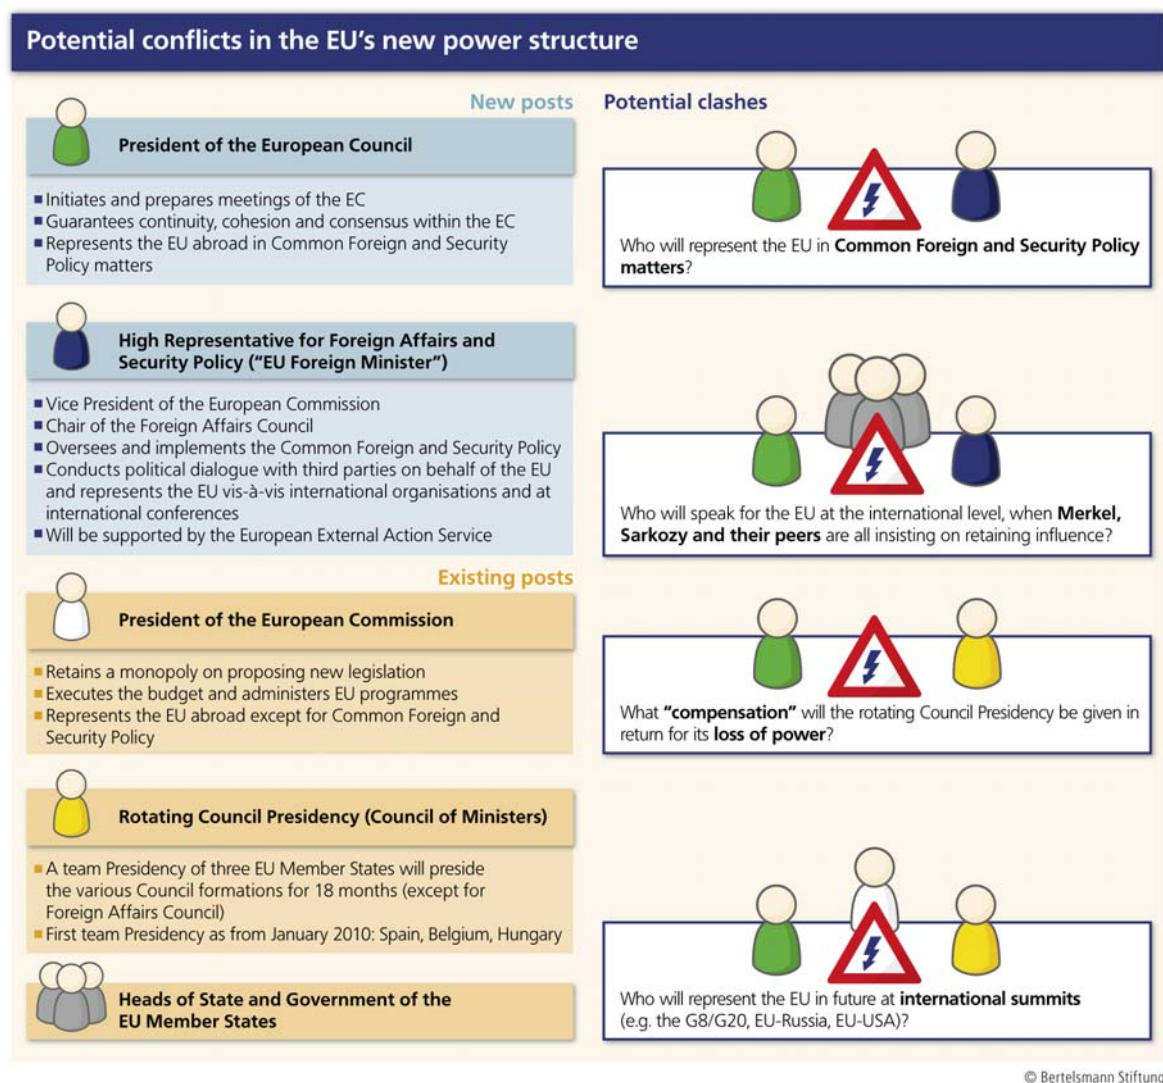 Potential conflicts in the EU's new power structure
New posts
President of the European Council
■ Initiates and prepares meetings of the EC
■ Guarantees continuity, cohesion and consensus within the EC
■ Represents the EU abroad in Common Foreign and Security
Policy matters
High Representative for Foreign Affairs and
Security Policy ("EU Foreign Minister")
■ Vice President of the European Commission
■ Chair of the Foreign Affairs Council
■ Oversees and implements the Common Foreign and Security Policy
■ Conducts political dialogue with third parties on behalf of the EU
and represents the EU vis-à-vis international organisations and at
international conferences
■ Will be supported by the European External Action Service
Existing posts
President of the European Commission
■ Retains a monopoly on proposing new legislation
■ Executes the budget and administers EU programmes
■ Represents the EU abroad except for Common Foreign and
Security Policy
Rotating Council Presidency (Council of Ministers)
■ A team Presidency of three EU Member States will preside
the various Council formations for 18 months (except for
Foreign Affairs Council)
■ First team Presidency as from January 2010: Spain, Belgium, Hungary
Heads of State and Government of the
EU Member States
Potential clashes
Who will represent the EU in Common Foreign and Security Policy
matters?
Who will speak for the EU at the international level, when Merkel,
Sarkozy and their peers are all insisting on retaining influence?
What "compensation" will the rotating Council Presidency be given in
return for its loss of power?
Who will represent the EU in future at international summits
(e.g. the G8/G20, EU-Russia, EU-USA)?
© Bertelsmann Stiftung